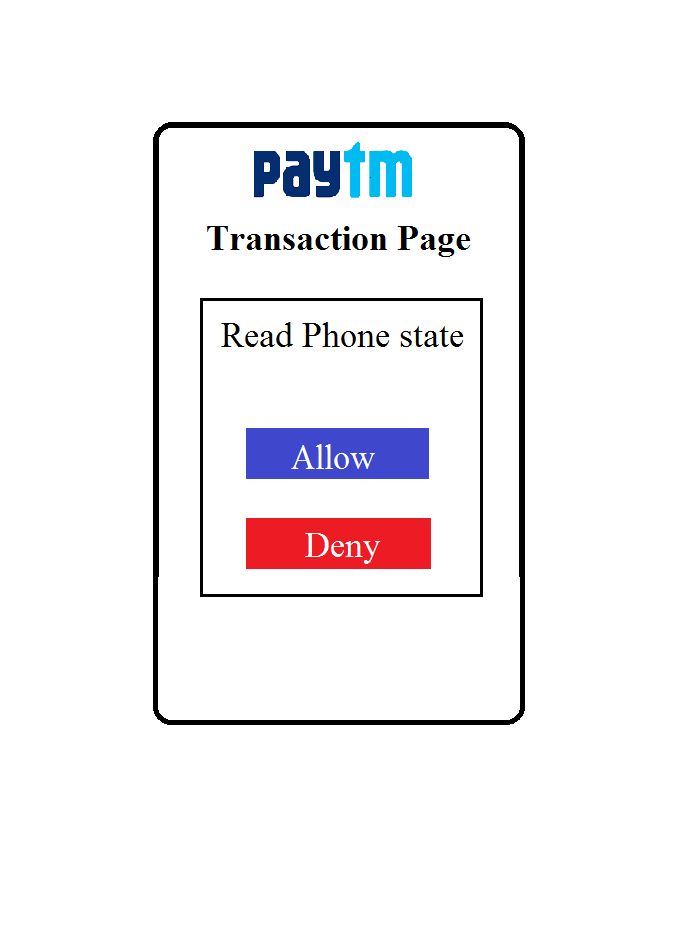 paytm
Transaction Page
Read Phone state
Allow
Deny